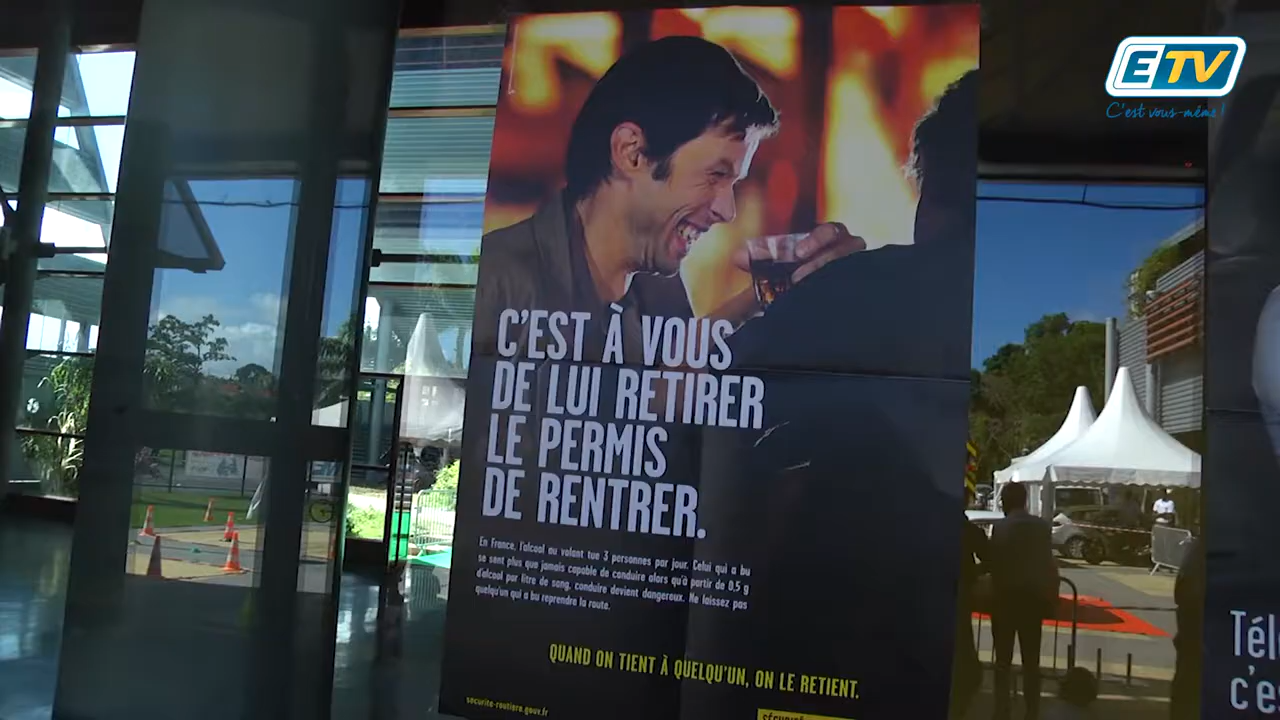 ETV
C'est vous-même !
C'EST À VOUS
DE LUI RETIRER
LE PERMIS
DE RENTRER.
En France, l'alcool au volant tue 3 personnes par jour. Celui qui a bu
se sent plus que jamais capable de conduire alors qu'à partir de 0,5 g
d'alcool par litre de sang, conduire devient dangereux. Ne laissez pas
quelqu'un qui a bu reprendre la route.
QUAND ON TIENT À QUELQU'UN, ON LE RETIENT.
securite-routiere.gouv.fr